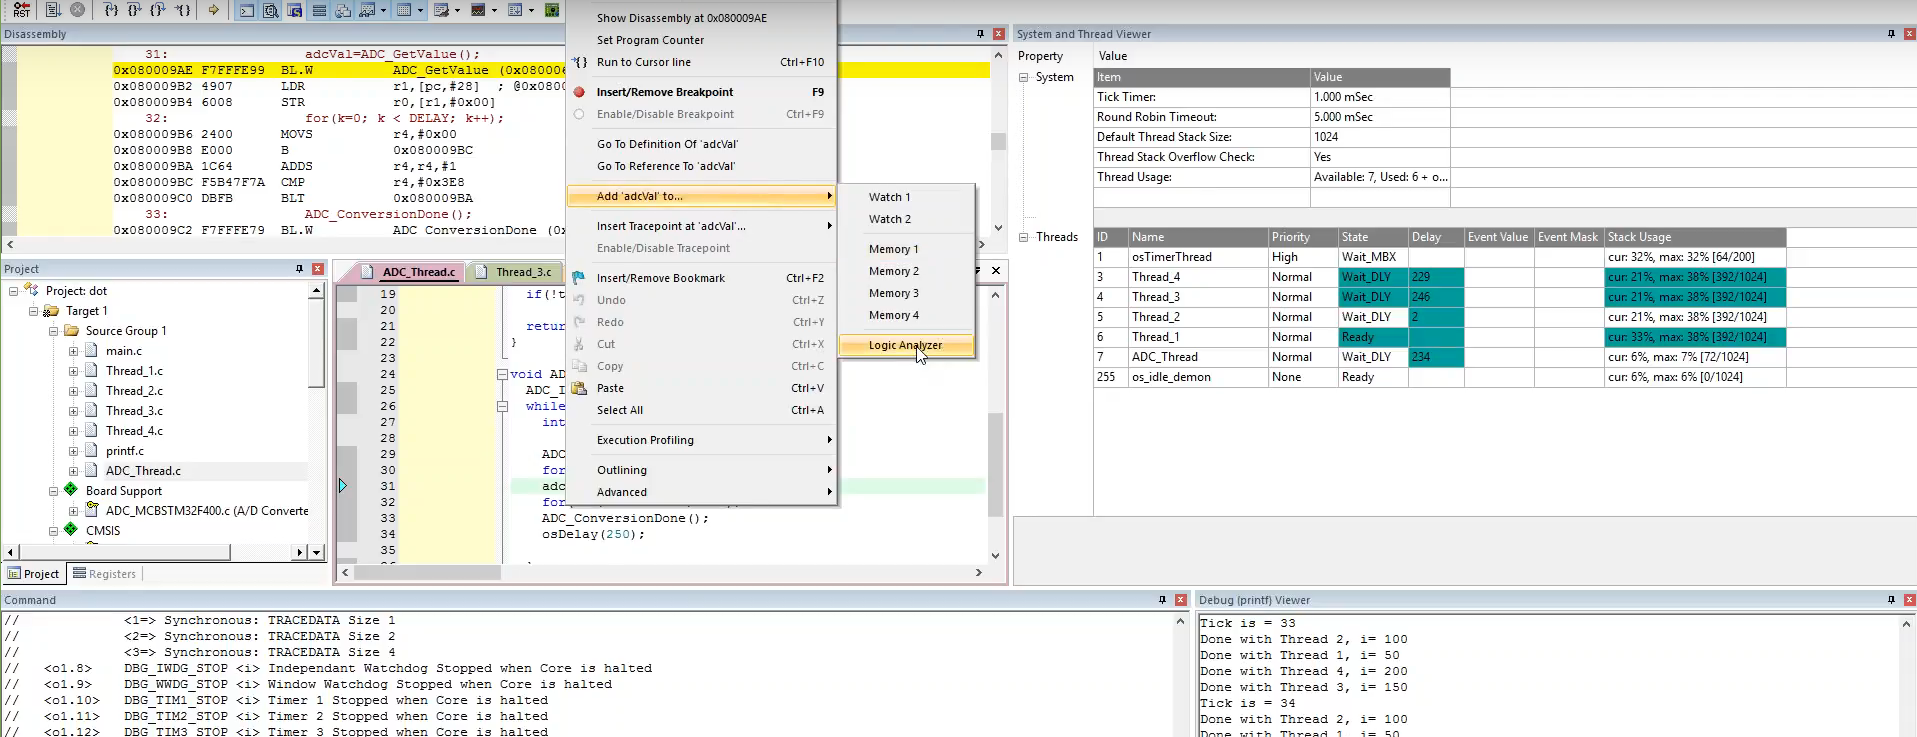 RST
Disassembly
31: adcVal=ADC_GetValue();
0x080009AE F7FFFE99 BL.W ADC_GetValue (0x080006
0x080009B2 4907 LDR r1,[pc,#28] ; @0x0800
0x080009B4 6008 STR r0,[r1,#0x00]
32: for(k=0; k < DELAY; k++);
0x080009B6 2400 MOVS r4,#0x00
0x080009B8 E000 B 0x080009BC
0x080009BA 1C64 ADDS r4,r4,#1
0x080009BC F5B47F7A CMP r4,#0x3E8
0x080009C0 DBFB BLT 0x080009BA
33: ADC_ConversionDone();
0x080009C2 F7FFFE79 BL.W ADC ConversionDone (0x
Project
Project: dot
Target 1
Source Group 1
main.c
Thread_1.c
Thread_2.c
Thread_3.c
Thread_4.c
printf.c
ADC_Thread.c
Board Support
ADC_MCBSTM32F400.c (A/D Converte
CMSIS
Project
Registers
ADC_Thread.c
Thread_3.c
19 if(!t
20
21 retur
22 }
23
24 void AD
25 ADC_I
26 while
27 int
28
29 ADC
30 for
31 adc
32 for
33 ADC_ConversionDone();
34 osDelay(250);
35
Show Disassembly at 0x080009AE
Set Program Counter
Run to Cursor line Ctrl+F10
Insert/Remove Breakpoint F9
Enable/Disable Breakpoint Ctrl+F9
Go To Definition Of 'adcVal'
Go To Reference To 'adcVal'
Add 'adcVal' to...
Insert Tracepoint at 'adcVal'...
Enable/Disable Tracepoint
Insert/Remove Bookmark Ctrl+F2
Undo Ctrl+Z
Redo Ctrl+Y
Cut Ctrl+X
Copy Ctrl+C
Paste Ctrl+V
Select All Ctrl+A
Execution Profiling
Outlining
Advanced
Watch 1
Watch 2
Memory 1
Memory 2
Memory 3
Memory 4
Logic Analyzer
System and Thread Viewer
Property Value
System
Item Value
Tick Timer: 1.000 mSec
Round Robin Timeout: 5.000 mSec
Default Thread Stack Size: 1024
Thread Stack Overflow Check: Yes
Thread Usage: Available: 7, Used: 6 + o...
Threads
ID Name Priority State Delay Event Value Event Mask Stack Usage
1 osTimerThread High Wait_MBX cur: 32%, max: 32% [64/200]
3 Thread_4 Normal Wait_DLY 229 cur: 21%, max: 38% [392/1024]
4 Thread_3 Normal Wait_DLY 246 cur: 21%, max: 38% [392/1024]
5 Thread_2 Normal Wait_DLY 2 cur: 21%, max: 38% [392/1024]
6 Thread_1 Normal Ready cur: 33%, max: 38% [392/1024]
7 ADC_Thread Normal Wait_DLY 234 cur: 6%, max: 7% [72/1024]
255 os_idle_demon None Ready cur: 6%, max: 6% [0/1024]
Command
// <1=> Synchronous: TRACEDATA Size 1
// <2=> Synchronous: TRACEDATA Size 2
// <3=> Synchronous: TRACEDATA Size 4
// <o1.8> DBG_IWDG_STOP <i> Independant Watchdog Stopped when Core is halted
// <o1.9> DBG_WWDG_STOP <i> Window Watchdog Stopped when Core is halted
// <o1.10> DBG_TIM1_STOP <i> Timer 1 Stopped when Core is halted
// <o1.11> DBG_TIM2_STOP <i> Timer 2 Stopped when Core is halted
// <o1.12> DBG_TIM3_STOP <i> Timer 3 Stopped when Core is halted
Debug (printf) Viewer
Tick is = 33
Done with Thread 2, i= 100
Done with Thread 1, i= 50
Done with Thread 4, i= 200
Done with Thread 3, i= 150
Tick is = 34
Done with Thread 2, i= 100
Done with Thread 1, i= 50